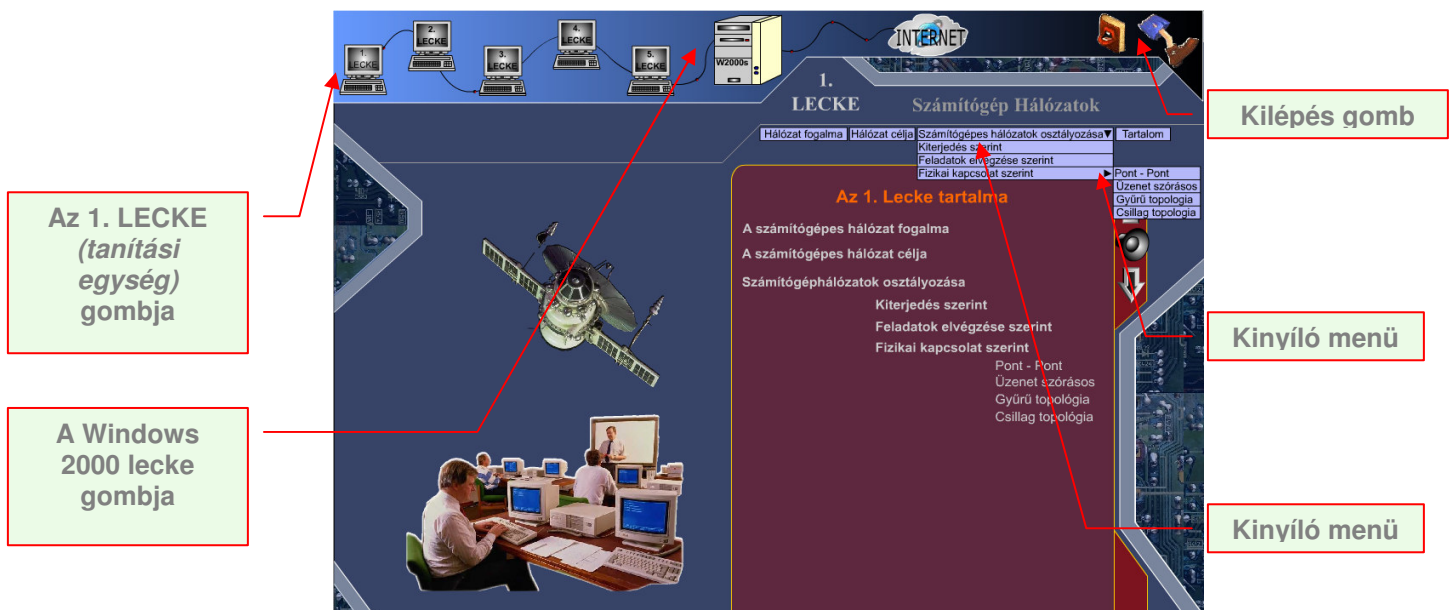 1.
LECKE
2.
LECKE
3.
LECKE
4.
LECKE
5.
LECKE
W2000s
INTERNET
1.
LECKE
Számítógép Hálózatok
Hálózat fogalma
Hálózat célja
Számítógépes hálózatok osztályozása▼
Tartalom
Kiterjedés szerint
Feladatok elvégzése szerint
Fizikai kapcsolat szerint ►
Pont - Pont
Üzenet szórásos
Gyűrű topologia
Csillag topologia
Az 1. Lecke tartalma
A számítógépes hálózat fogalma
A számítógépes hálózat célja
Számítógéphálózatok osztályozása
Kiterjedés szerint
Feladatok elvégzése szerint
Fizikai kapcsolat szerint
Pont - Pont
Üzenet szórásos
Gyűrű topológia
Csillag topológia
Az 1. LECKE
(tanítási
egység)
gombja
A Windows
2000 lecke
gombja
Kilépés gomb
Kinyíló menü
Kinyíló menü